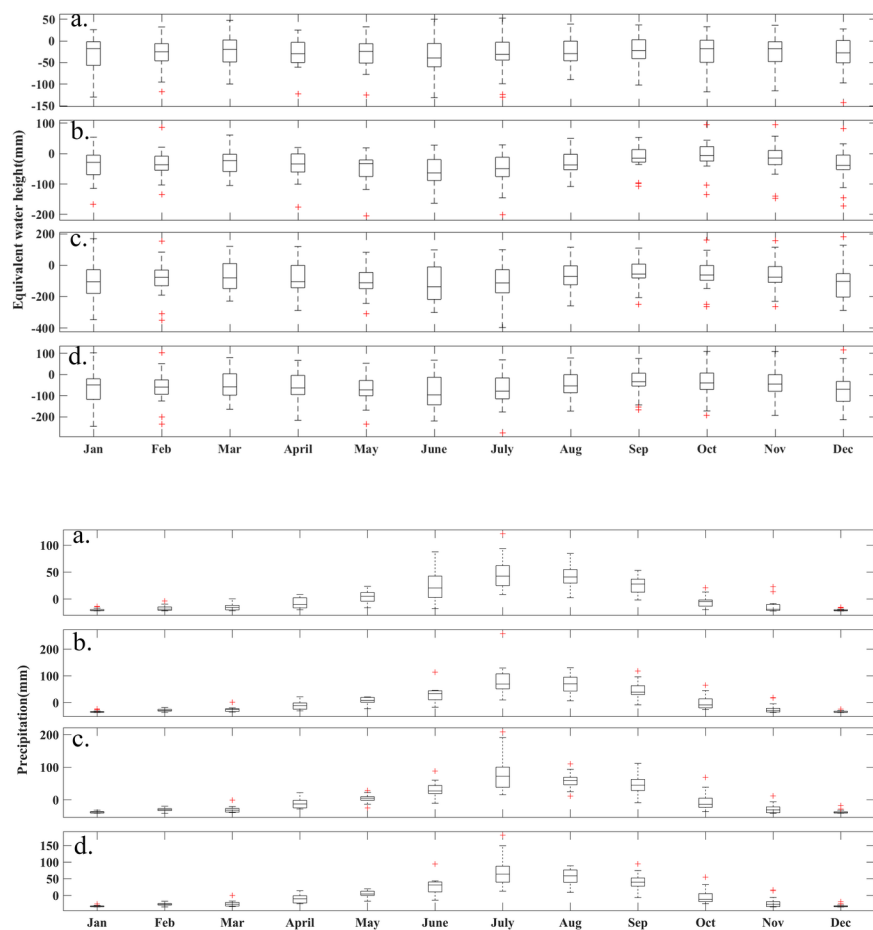 a.
50
0
-50
-100
-150
b.
100
0
-100
-200
c.
200
0
-200
-400
d.
100
0
-100
-200
Equivalent water height(mm)
Jan Feb Mar April May June July Aug Sep Oct Nov Dec
a.
100
50
0
b.
200
100
0
c.
200
100
0
d.
150
100
50
0
Precipitation(mm)
Jan Feb Mar April May June July Aug Sep Oct Nov Dec